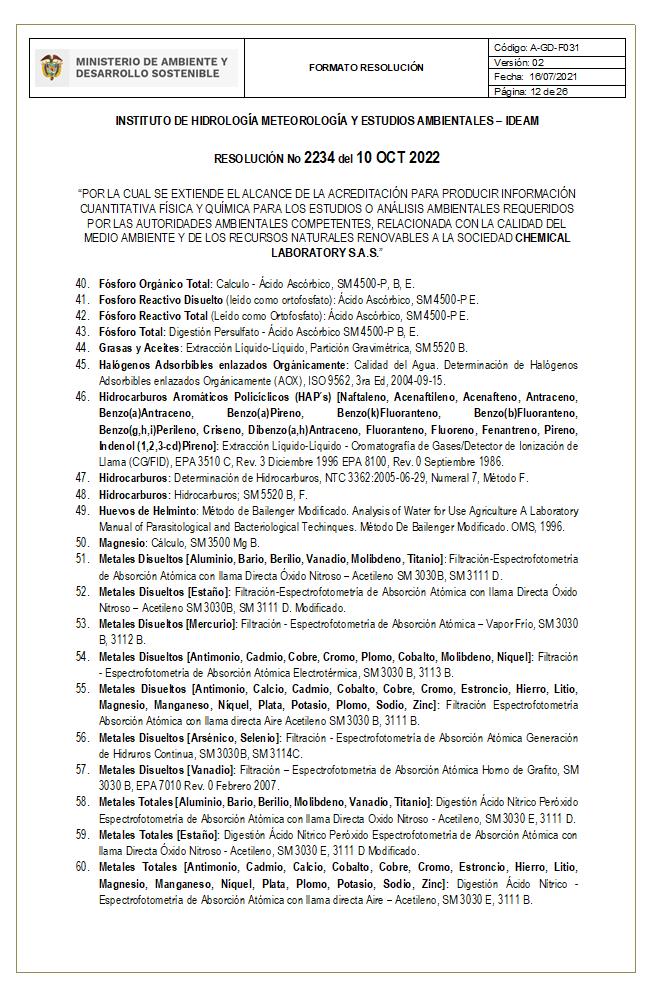 MINISTERIO DE AMBIENTE Y
DESARROLLO SOSTENIBLE
FORMATO RESOLUCIÓN
Código: A-GD-F031
Versión: 02
Fecha: 16/07/2021
Página: 12 de 26
INSTITUTO DE HIDROLOGÍA METEOROLOGÍA Y ESTUDIOS AMBIENTALES – IDEAM
RESOLUCIÓN No 2234 del 10 OCT 2022
“POR LA CUAL SE EXTIENDE EL ALCANCE DE LA ACREDITACIÓN PARA PRODUCIR INFORMACIÓN
CUANTITATIVA FÍSICA Y QUÍMICA PARA LOS ESTUDIOS O ANÁLISIS AMBIENTALES REQUERIDOS
POR LAS AUTORIDADES AMBIENTALES COMPETENTES, RELACIONADA CON LA CALIDAD DEL
MEDIO AMBIENTE Y DE LOS RECURSOS NATURALES RENOVABLES A LA SOCIEDAD CHEMICAL
LABORATORY S.A.S.”
40. Fósforo Orgánico Total: Calculo - Ácido Ascórbico, SM 4500-P, B, E.
41. Fosforo Reactivo Disuelto (leído como ortofosfato): Ácido Ascórbico, SM 4500-P E.
42. Fósforo Reactivo Total (Leído como Ortofosfato): Ácido Ascórbico, SM 4500-P E.
43. Fósforo Total: Digestión Persulfato - Ácido Ascórbico SM 4500-P B, E.
44. Grasas y Aceites: Extracción Líquido-Líquido, Partición Gravimétrica, SM 5520 B.
45. Halógenos Adsorbibles enlazados Orgánicamente: Calidad del Agua. Determinación de Halógenos
Adsorbibles enlazados Orgánicamente (AOX), ISO 9562, 3ra Ed, 2004-09-15.
46. Hidrocarburos Aromáticos Policíclicos (HAP´s) [Naftaleno, Acenaftileno, Acenafteno, Antraceno,
Benzo(a)Antraceno, Benzo(a)Pireno, Benzo(k)Fluoranteno, Benzo(b)Fluoranteno,
Benzo(g,h,i)Perileno, Criseno, Dibenzo(a,h)Antraceno, Fluoranteno, Fluoreno, Fenantreno, Pireno,
Indenol (1,2,3-cd)Pireno]: Extracción Líquido-Líquido - Cromatografía de Gases/Detector de Ionización de
Llama (CG/FID), EPA 3510 C, Rev. 3 Diciembre 1996 EPA 8100, Rev. 0 Septiembre 1986.
47. Hidrocarburos: Determinación de Hidrocarburos, NTC 3362:2005-06-29, Numeral 7, Método F.
48. Hidrocarburos: Hidrocarburos; SM 5520 B, F.
49. Huevos de Helminto: Método de Bailenger Modificado. Analysis of Water for Use Agriculture A Laboratory
Manual of Parasitological and Bacteriological Techinques. Método De Bailenger Modificado. OMS, 1996.
50. Magnesio: Cálculo, SM 3500 Mg B.
51. Metales Disueltos [Aluminio, Bario, Berilio, Vanadio, Molibdeno, Titanio]: Filtración-Espectrofotometría
de Absorción Atómica con llama Directa Óxido Nitroso – Acetileno SM 3030B, SM 3111 D.
52. Metales Disueltos [Estaño]: Filtración-Espectrofotometría de Absorción Atómica con llama Directa Óxido
Nitroso – Acetileno SM 3030B, SM 3111 D. Modificado.
53. Metales Disueltos [Mercurio]: Filtración - Espectrofotometría de Absorción Atómica – Vapor Frío, SM 3030
B, 3112 B.
54. Metales Disueltos [Antimonio, Cadmio, Cobre, Cromo, Plomo, Cobalto, Molibdeno, Níquel]: Filtración
- Espectrofotometría de Absorción Atómica Electrotérmica, SM 3030 B, 3113 B.
55. Metales Disueltos [Antimonio, Calcio, Cadmio, Cobalto, Cobre, Cromo, Estroncio, Hierro, Litio,
Magnesio, Manganeso, Níquel, Plata, Potasio, Plomo, Sodio, Zinc]: Filtración Espectrofotometría
Absorción Atómica con llama directa Aire Acetileno SM 3030 B, 3111 B.
56. Metales Disueltos [Arsénico, Selenio]: Filtración - Espectrofotometría de Absorción Atómica Generación
de Hidruros Continua, SM 3030B, SM 3114C.
57. Metales Disueltos [Vanadio]: Filtración – Espectrofotometria de Absorción Atómica Horno de Grafito, SM
3030 B, EPA 7010 Rev. 0 Febrero 2007.
58. Metales Totales [Aluminio, Bario, Berilio, Molibdeno, Vanadio, Titanio]: Digestión Ácido Nítrico Peróxido
Espectrofotometría de Absorción Atómica con llama Directa Oxido Nitroso - Acetileno, SM 3030 E, 3111 D.
59. Metales Totales [Estaño]: Digestión Ácido Nítrico Peróxido Espectrofotometría de Absorción Atómica con
llama Directa Óxido Nitroso - Acetileno, SM 3030 E, 3111 D Modificado.
60. Metales Totales [Antimonio, Cadmio, Calcio, Cobalto, Cobre, Cromo, Estroncio, Hierro, Litio,
Magnesio, Manganeso, Níquel, Plata, Plomo, Potasio, Sodio, Zinc]: Digestión Ácido Nítrico -
Espectrofotometría de Absorción Atómica con llama directa Aire – Acetileno, SM 3030 E, 3111 B.